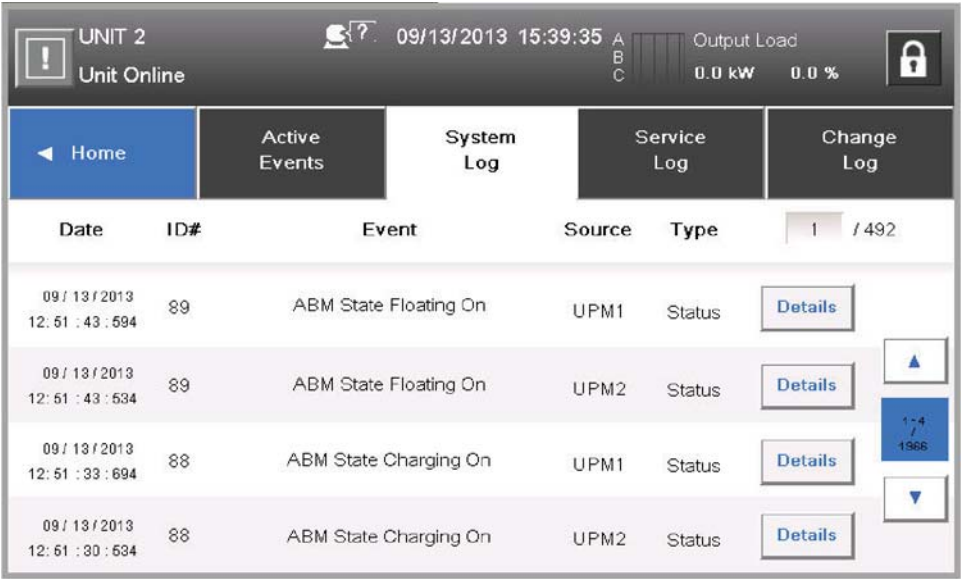 UNIT 2
Unit Online
!
?
09/13/2013 15:39:35
A
B
C
Output Load
0.0 kW 0.0 %
◄ Home
Active
Events
System
Log
Service
Log
Change
Log
Date ID# Event Source Type 1 / 492
09 / 13 / 2013
12: 51 : 43 : 594
89 ABM State Floating On UPM1 Status Details
09 / 13 / 2013
12: 51 : 43 : 534
89 ABM State Floating On UPM2 Status Details
09 / 13 / 2013
12: 51 : 33 : 694
88 ABM State Charging On UPM1 Status Details
09 / 13 / 2013
12: 51 : 30 : 534
88 ABM State Charging On UPM2 Status Details
▲
1 - 4
/
1966
▼